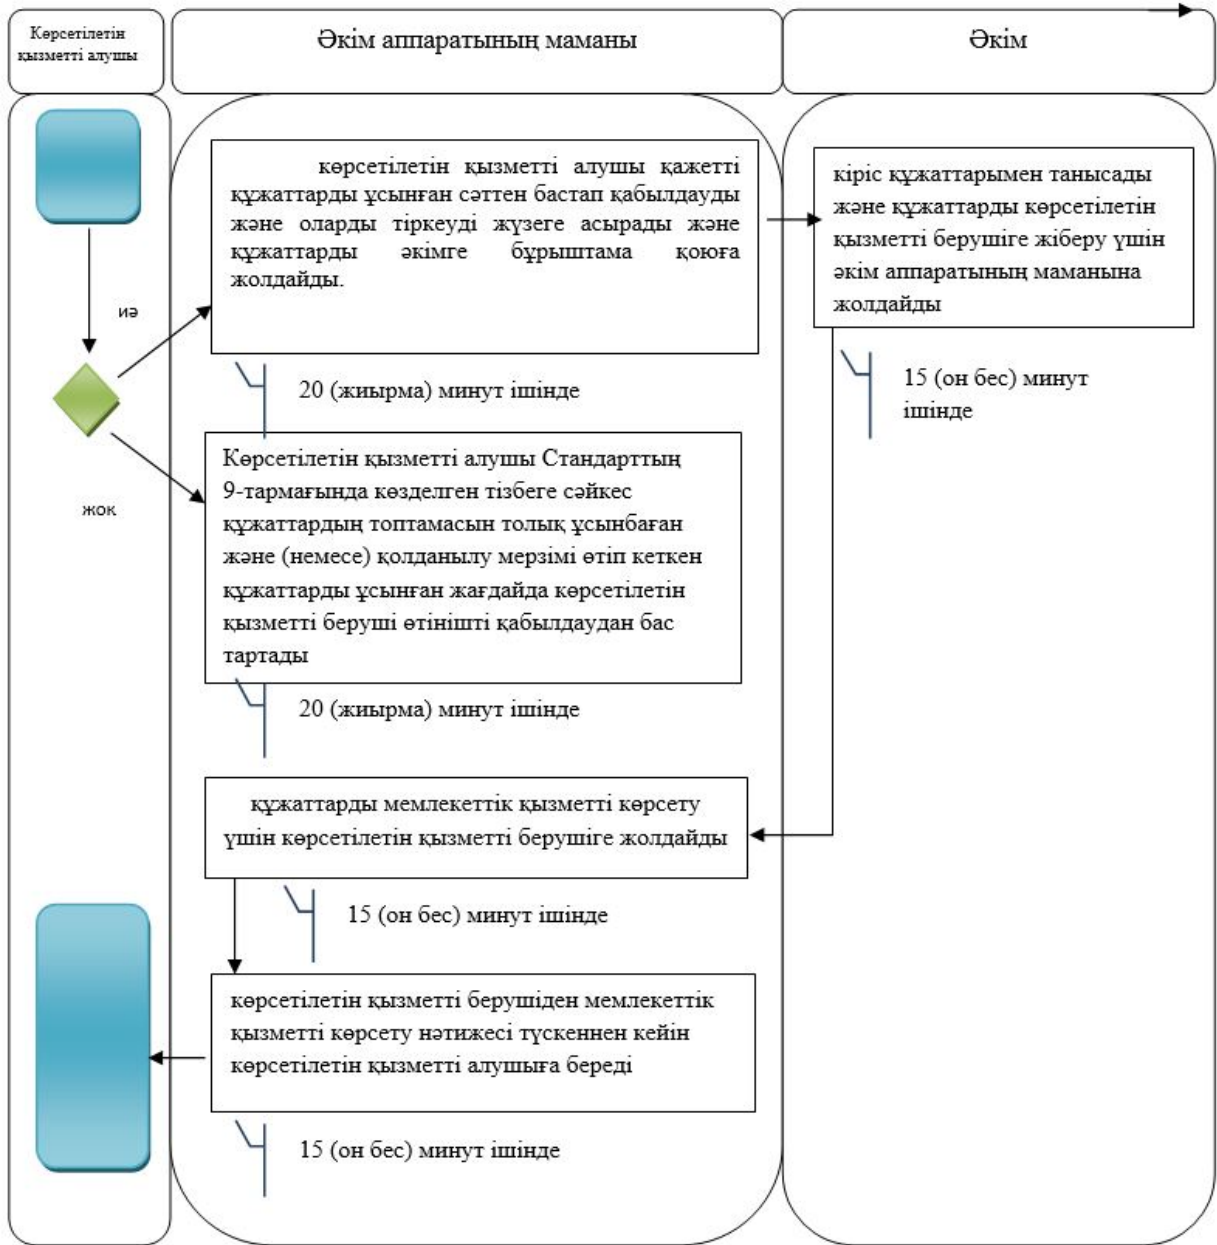 Көрсетілетін
қызметті алушы
Әкім аппаратының маманы
Әкім
көрсетілетін қызметті алушы қажетті
құжаттарды ұсынған сәттен бастап қабылдауды
және оларды тіркеуді жүзеге асырады және
құжаттарды әкімге бұрыштама қоюға
жолдайды.
кіріс құжаттарымен танысады
және құжаттарды көрсетілетін
қызметті берушіге жіберу үшін
әкім аппаратының маманына
жолдайды
иә
20 (жиырма) минут ішінде
15 (он бес) минут
ішінде
Көрсетілетін қызметті алушы Стандарттың
9-тармағында көзделген тізбеге сәйкес
құжаттардың топтамасын толық ұсынбаған
және (немесе) қолданылу мерзімі өтіп кеткен
құжаттарды ұсынған жағдайда көрсетілетін
қызметті беруші өтінішті қабылдаудан бас
тартады
жок
20 (жиырма) минут ішінде
құжаттарды мемлекеттік қызметті көрсету
үшін көрсетілетін қызметті берушіге жолдайды
15 (он бес) минут ішінде
көрсетілетін қызметті берушіден мемлекеттік
қызметті көрсету нәтижесі түскеннен кейін
көрсетілетін қызметті алушыға береді
15 (он бес) минут ішінде